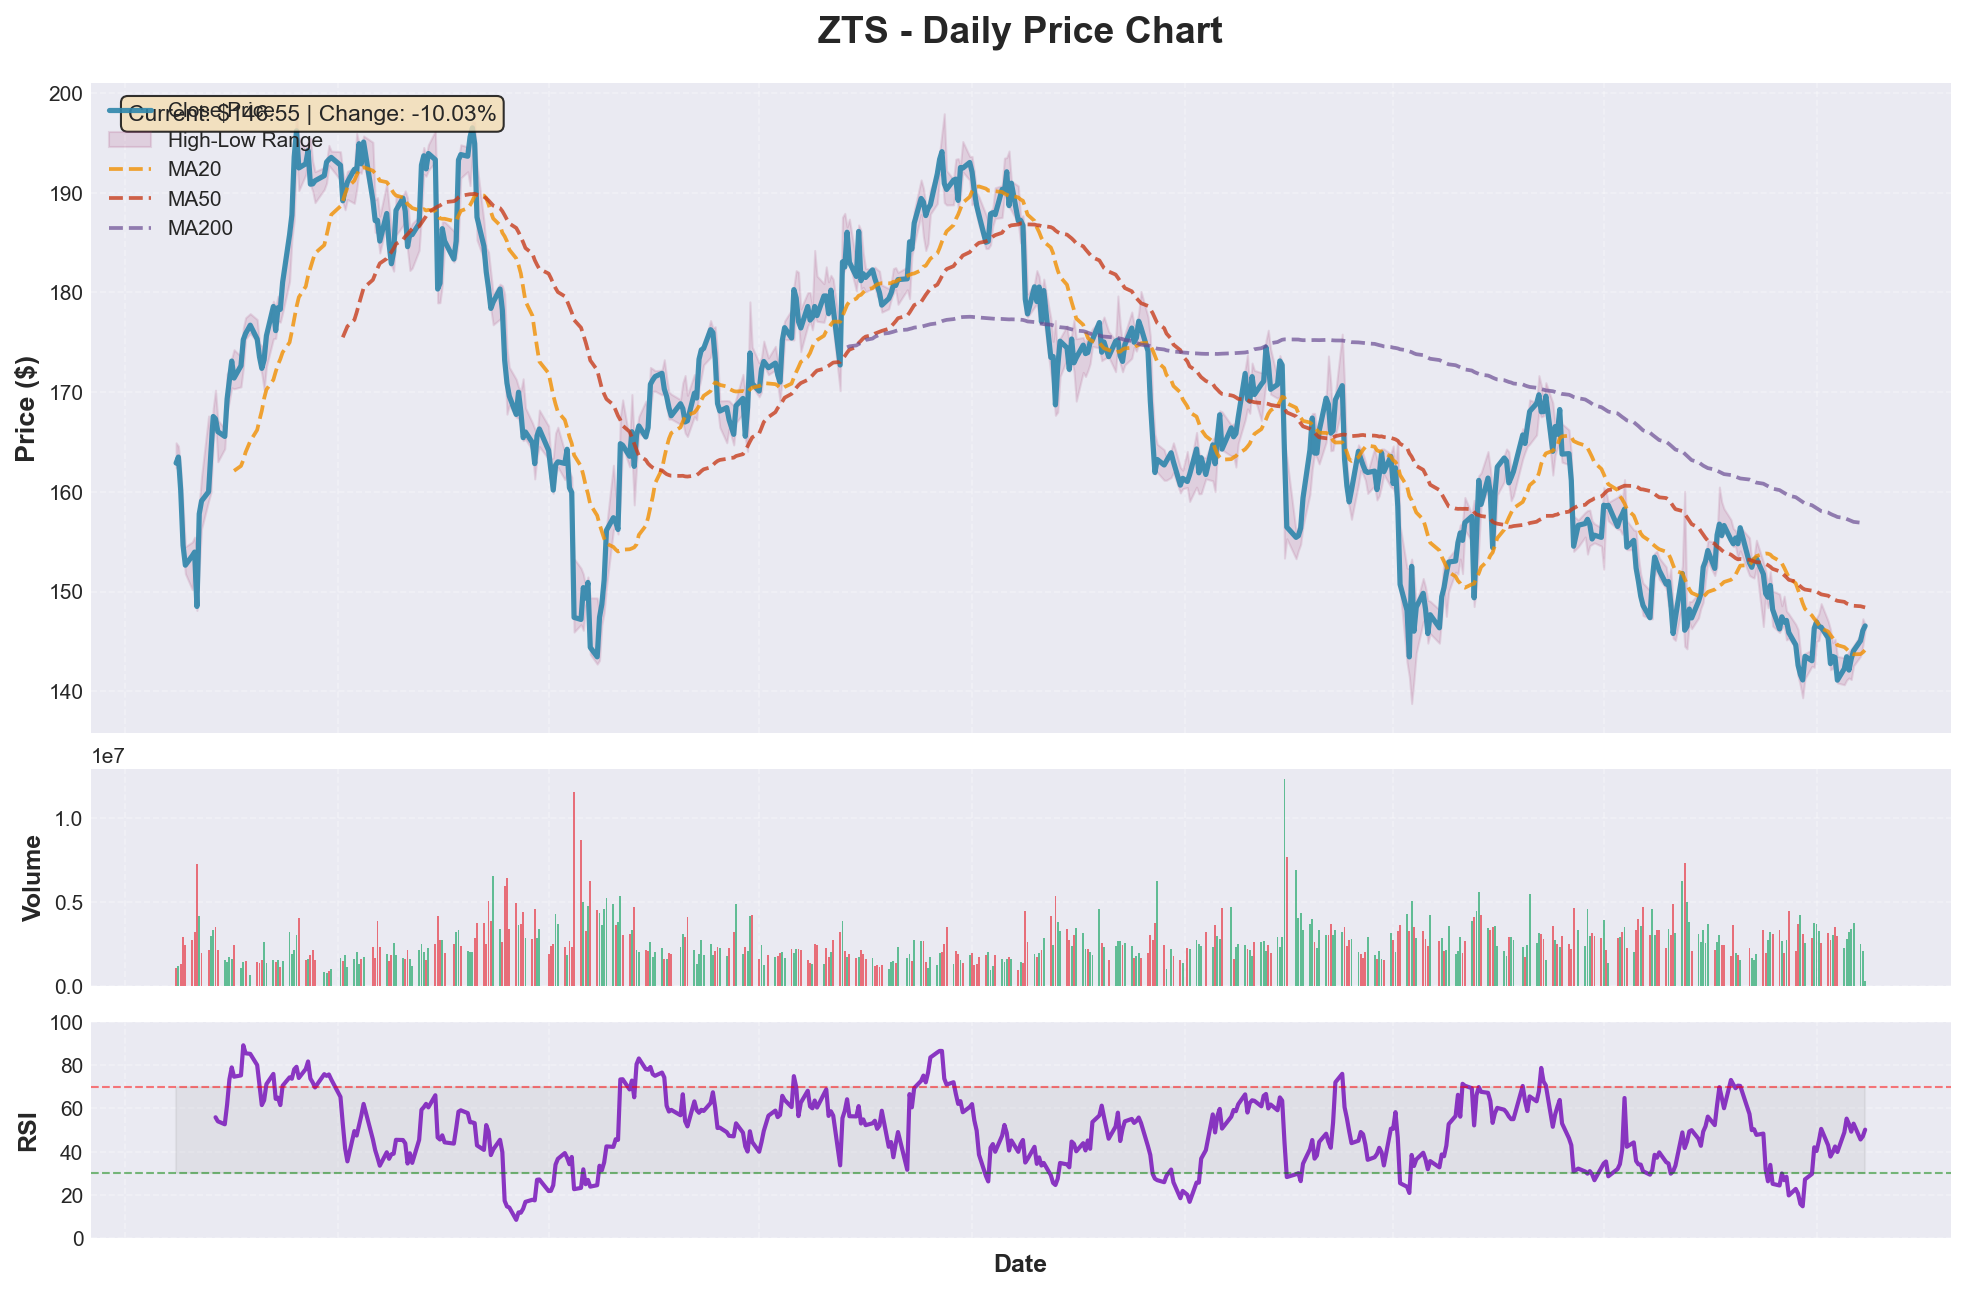 ZTS - Daily Price Chart
Current: $146.55 | Change: -10.03%
Close Price
High-Low Range
MA20
MA50
MA200
Price ($)
200
190
180
170
160
150
140
1e7
Volume
1.0
0.5
0.0
RSI
100
80
60
40
20
0
Date